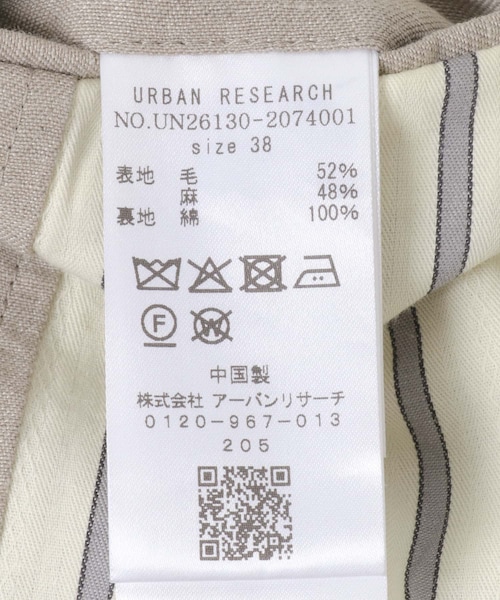 URBAN RESEARCH
NO.UN26130-2074001
size 38
表地 毛 52%
麻 48%
裏地 綿 100%
F W
中国製
株式会社 アーバンリサーチ
0120-967-013
205